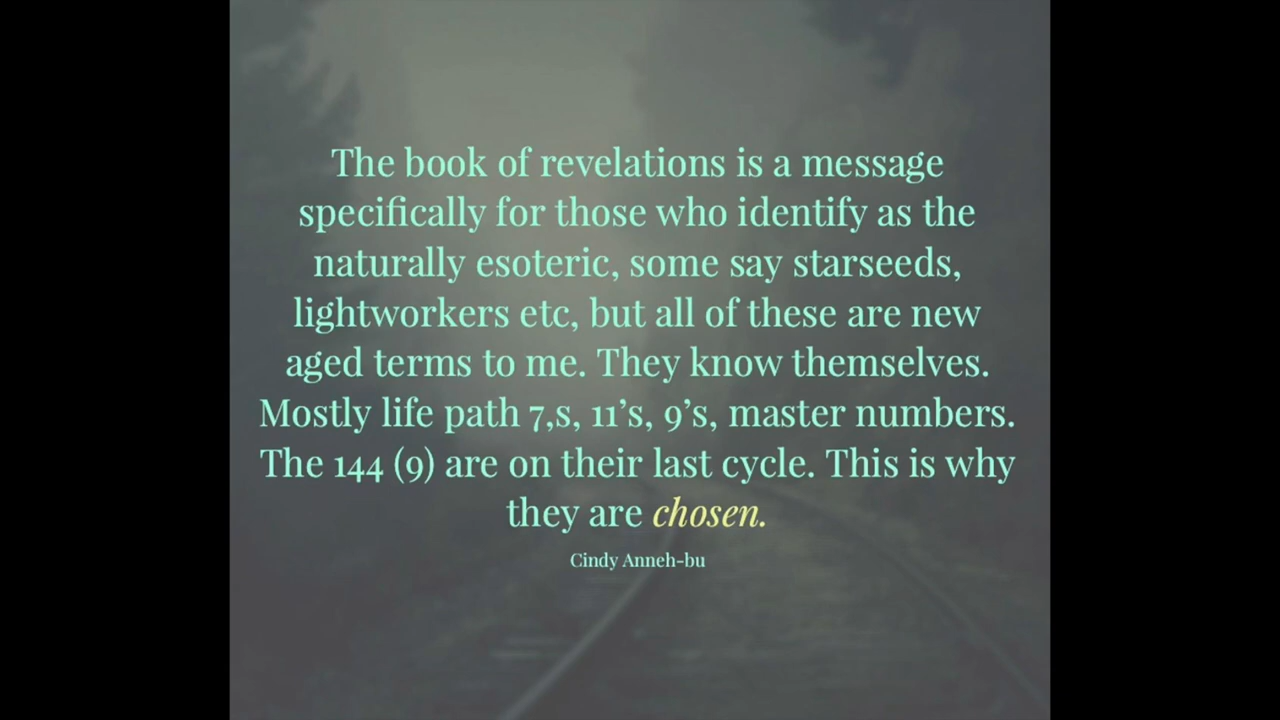 The book of revelations is a message
specifically for those who identify as the
naturally esoteric, some say starseeds,
lightworkers etc, but all of these are new
aged terms to me. They know themselves.
Mostly life path 7,s, 11’s, 9’s, master numbers.
The 144 (9) are on their last cycle. This is why
they are chosen.
Cindy Anneh-bu